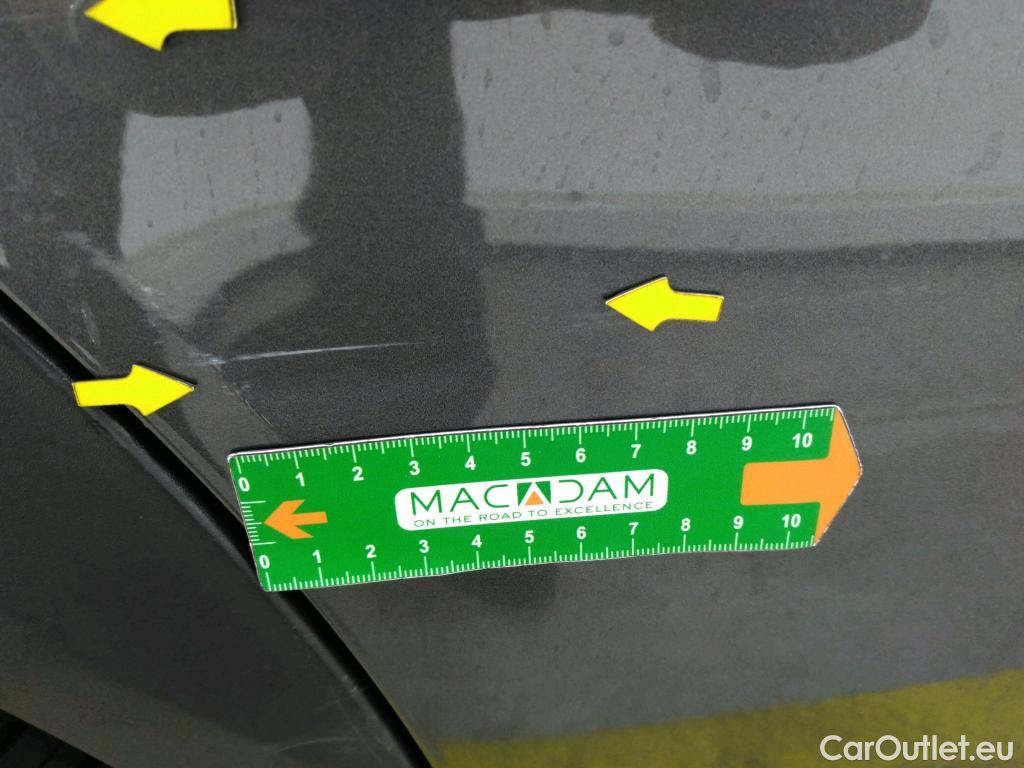 0 1 2 3 4 5 6 7 8 9 10
MACADAM
ON THE ROAD TO EXCELLENCE
0 1 2 3 4 5 6 7 8 9 10
CarOutlet.eu